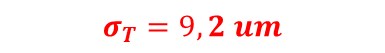 σ_T = 9,2 um